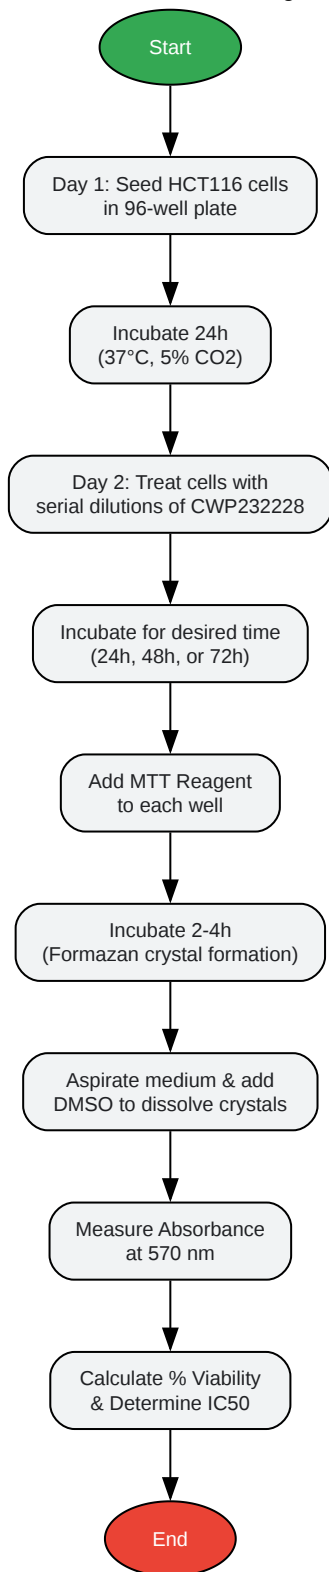 Start
Day 1: Seed HCT116 cells
in 96-well plate
Incubate 24h
(37°C, 5% CO2)
Day 2: Treat cells with
serial dilutions of CWP232228
Incubate for desired time
(24h, 48h, or 72h)
Add MTT Reagent
to each well
Incubate 2-4h
(Formazan crystal formation)
Aspirate medium & add
DMSO to dissolve crystals
Measure Absorbance
at 570 nm
Calculate % Viability
& Determine IC50
End